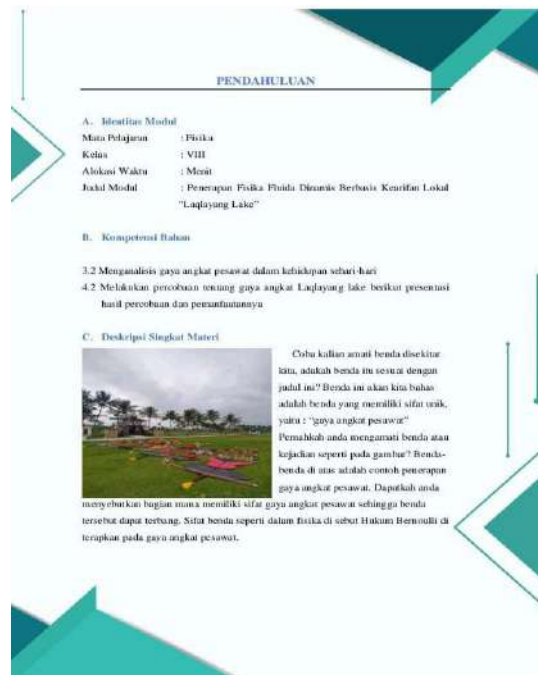 PENDAHULUAN
A. Identitas Modul
Mata Pelajaran : Fisika
Kelas : VIII
Alokasi Waktu : Menit
Judul Modul : Penerapan Fisika Fluida Dinamis Berbasis Kearifan Lokal
"Laqlayang Lake"
B. Kompetensi Bahan
3.2 Menganalisis gaya angkat pesawat dalam kehidupan sehari-hari
4.2 Melakukan percobaan tentang gaya angkat Laqlayang lake berikut presentasi
hasil percobaan dan pemanfaatannya
C. Deskripsi Singkat Materi
Coba kalian amati benda disekitar
kita, adakah benda itu sesuai dengan
judul ini? Benda ini akan kita bahas
adalah benda yang memiliki sifat unik,
yaitu : "gaya angkat pesawat"
Pernahkah anda mengamati benda atau
kejadian seperti pada gambar? Benda-
benda di atas adalah contoh penerapan
gaya angkat pesawat. Dapatkah anda
menyebutkan bagian mana memiliki sifat gaya angkat pesawat sehingga benda
tersebut dapat terbang. Sifat benda seperti dalam fisika di sebut Hukum Bernoulli di
terapkan pada gaya angkat pesawat.